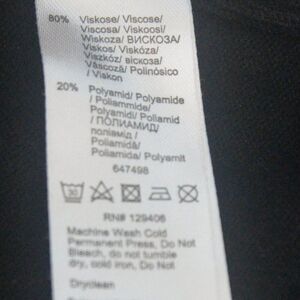 80% Viskose/ Viscose/
Viscosa/ Viskoosi/
Wiskoza/ ВИСКОЗА/
Viskos/ Viskóza/
Viszkóz/ віскоза/
Vâscoză/ Polinósico
/ Viskon
20% Polyamid/ Polyamide
/ Poliammide/
Polyamidi/ Poliamid
/ ПОЛИАМИД/
поліамід /
Poliamidă/
Poliamida/ Polyamit
647498
30
RN# 129406
Machine Wash Cold
Permanent Press, Do Not
Bleach, do not tumble
dry, cold iron, Do Not
Dryclean